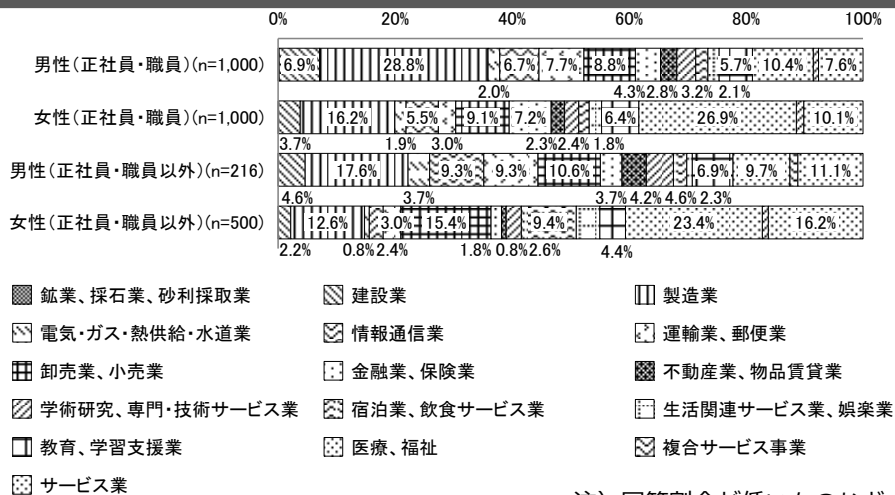 0% 20% 40% 60% 80% 100%
男性(正社員・職員)(n=1,000) 6.9% 28.8% 6.7% 7.7% 8.8% 5.7% 10.4% 7.6%
2.0% 4.3% 2.8% 3.2% 2.1%
女性(正社員・職員)(n=1,000) 16.2% 5.5% 9.1% 7.2% 6.4% 26.9% 10.1%
3.7% 1.9% 3.0% 2.3% 2.4% 1.8%
男性(正社員・職員以外)(n=216) 17.6% 9.3% 9.3% 10.6% 6.9% 9.7% 11.1%
4.6% 3.7% 3.7% 4.2% 4.6% 2.3%
女性(正社員・職員以外)(n=500) 12.6% 3.0% 15.4% 9.4% 23.4% 16.2%
2.2% 0.8% 2.4% 1.8% 0.8% 2.6% 4.4%
鉱業、採石業、砂利採取業 建設業 製造業
電気・ガス・熱供給・水道業 情報通信業 運輸業、郵便業
卸売業、小売業 金融業、保険業 不動産業、物品賃貸業
学術研究、専門・技術サービス業 宿泊業、飲食サービス業 生活関連サービス業、娯楽業
教育、学習支援業 医療、福祉 複合サービス事業
サービス業